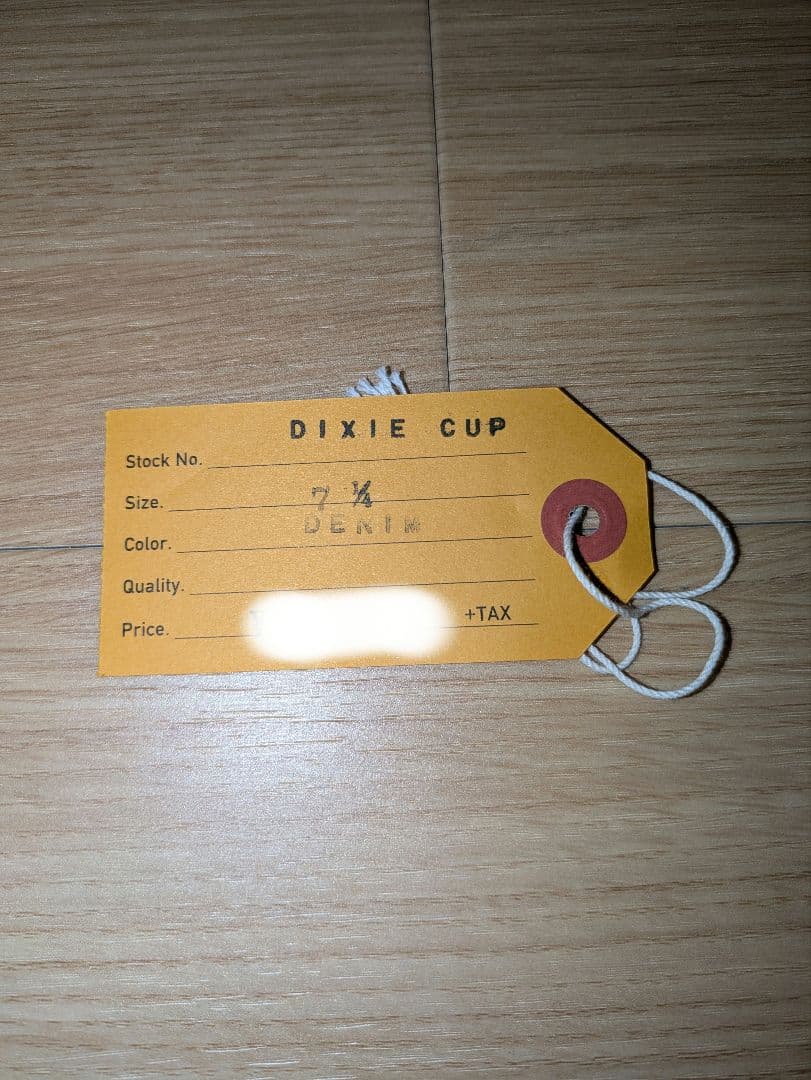 DIXIE CUP
Stock No.
Size. 7 ¼
DENIM
Color.
Quality.
Price. +TAX